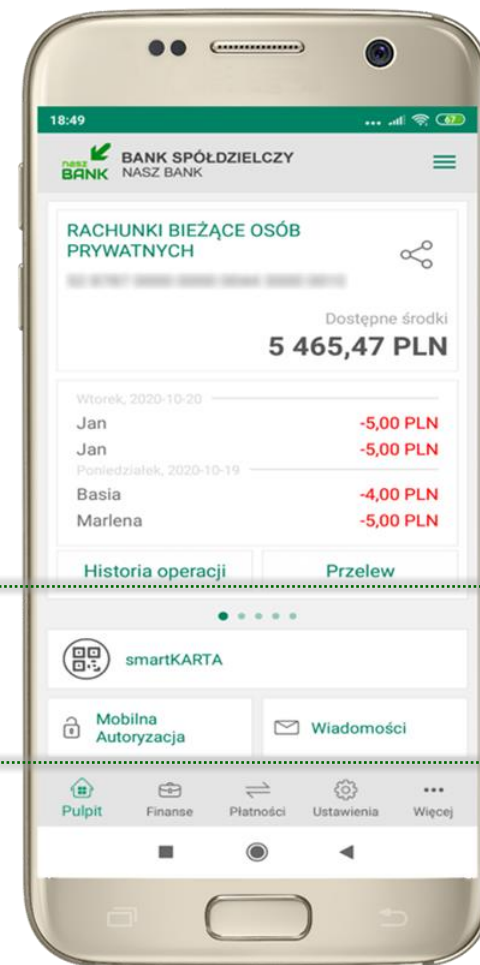 18:49
67
nasz
BANK
BANK SPÓŁDZIELCZY
NASZ BANK
RACHUNKI BIEŻĄCE OSÓB
PRYWATNYCH
Dostępne środki
5 465,47 PLN
Wtorek, 2020-10-20
Jan -5,00 PLN
Jan -5,00 PLN
Poniedziałek, 2020-10-19
Basia -4,00 PLN
Marlena -5,00 PLN
Historia operacji Przelew
smartKARTA
Mobilna
Autoryzacja
Wiadomości
Pulpit Finanse Płatności Ustawienia Więcej